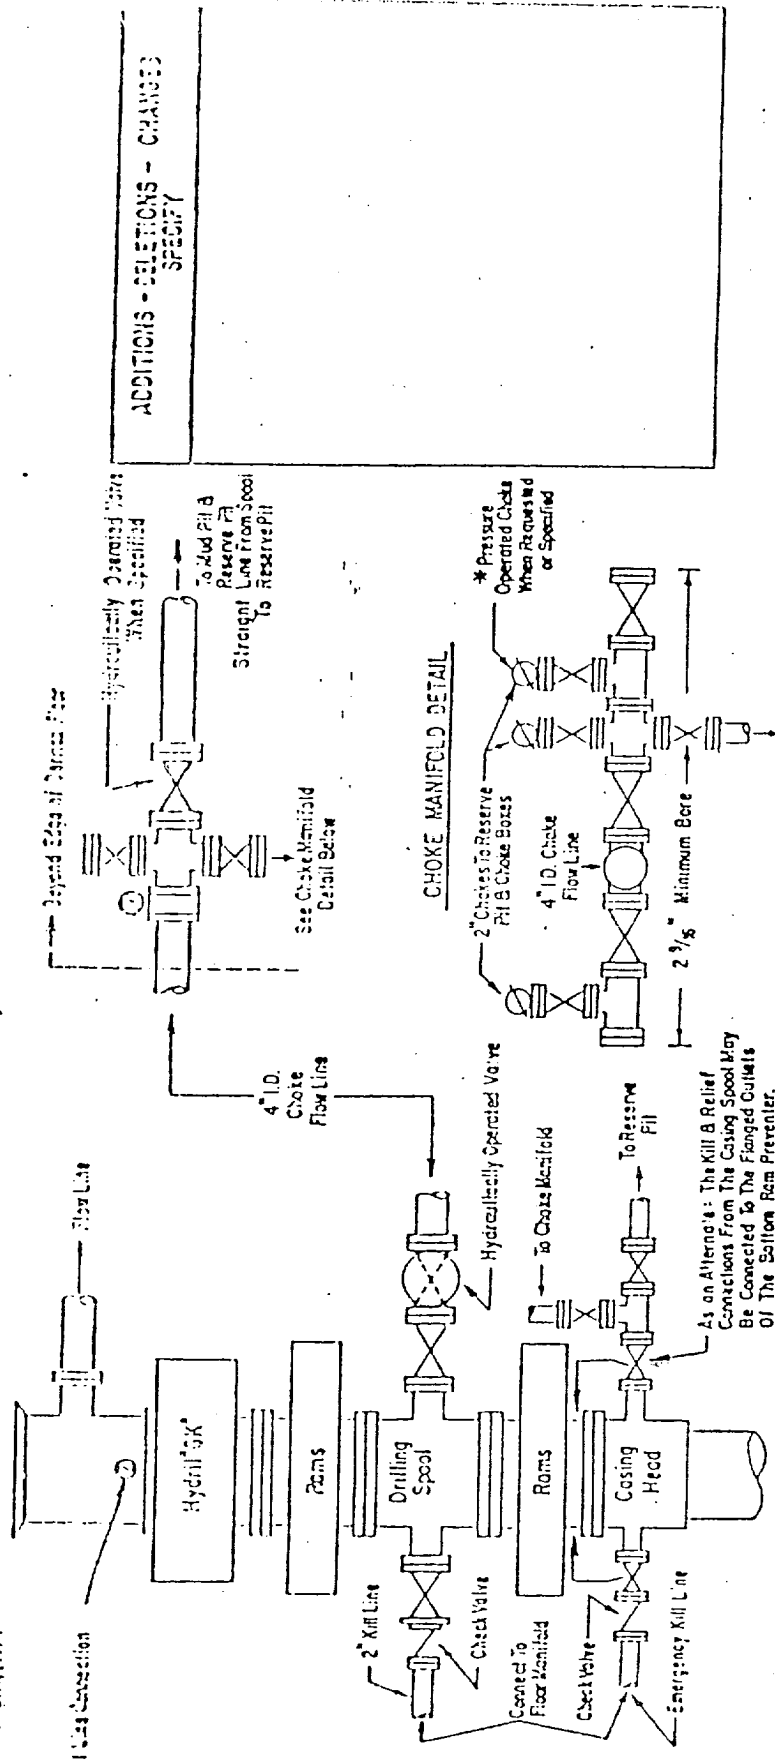 ADDITIONS - DELETIONS - CHANGES
SPECIFY
Beyond Edge of Derrick Floor
Hydraulically Operated Valve
When Specified
To Mud Pit &
Reserve Pit
Straight Line From Spool
To Reserve Pit
See Choke Manifold
Detail Below
4" I.D.
Choke
Flow Line
Flow Line
Connection
Hydril "GK"
Rams
Drilling
Spool
2" Kill Line
Check Valve
Hydraulically Operated Valve
Connect To
Floor Manifold
Rams
Casing
Head
Check Valve
Emergency Kill Line
To Choke Manifold
To Reserve
Pit
As an Alternate: The Kill & Relief
Connections From The Casing Spool May
Be Connected To The Flanged Outlets
Of The Bottom Ram Preventer.
CHOKE MANIFOLD DETAIL
2" Chokes To Reserve
Pit & Choke Boxes
* Pressure
Operated Choke
When Requested
or Specified
4" I.D. Choke
Flow Line
2 9/16" Minimum Bore